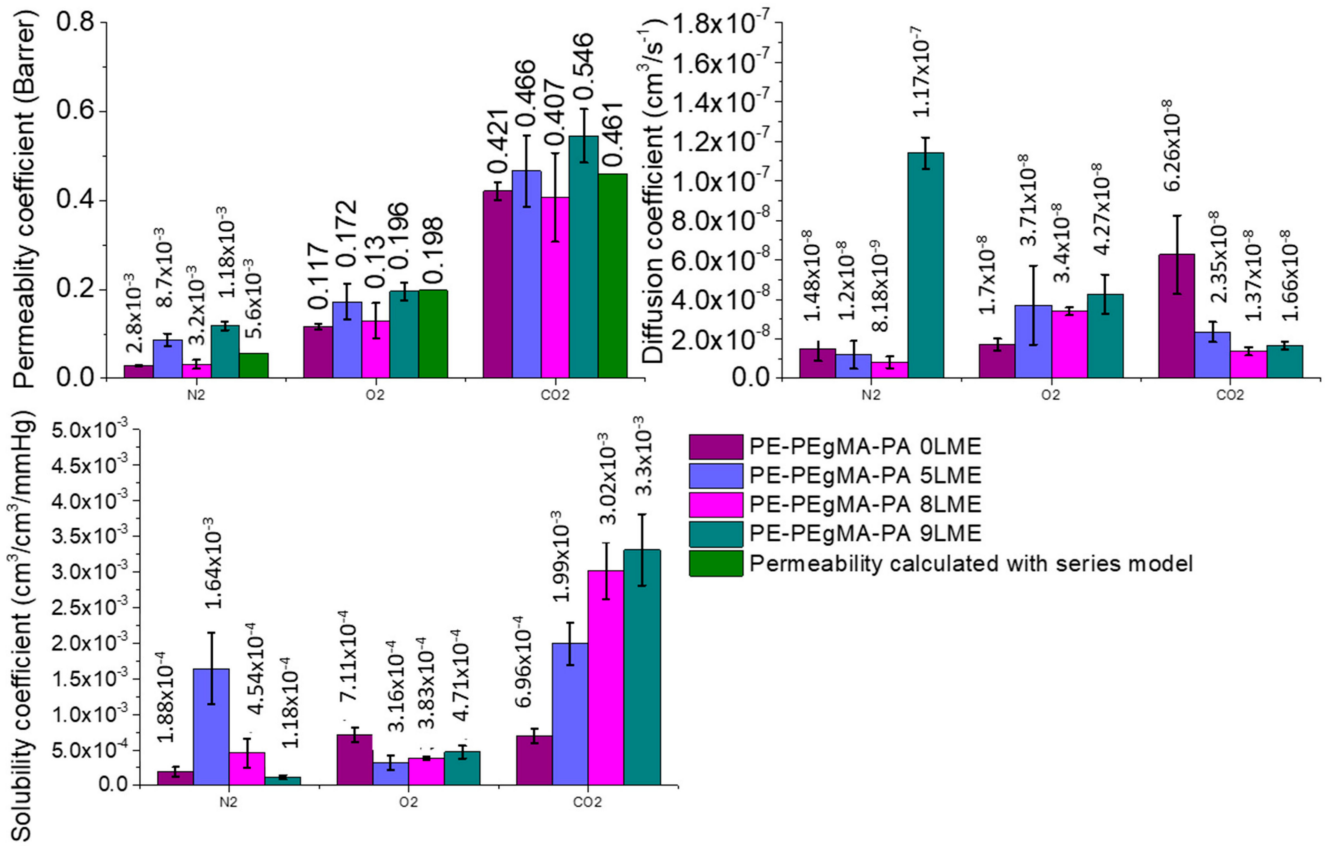 Permeablity coefficient (Barrer)
0.8
0.6
0.4
0.2
0.0
2.8x10⁻³
8.7x10⁻³
3.2x10⁻³
1.18x10⁻³
5.6x10⁻³
0.117
0.172
0.13
0.196
0.198
0.421
0.466
0.407
0.546
0.461
N2
O2
CO2
Diffusion coefficient (cm³/s⁻¹)
1.8x10⁻⁷
1.6x10⁻⁷
1.4x10⁻⁷
1.2x10⁻⁷
1.0x10⁻⁷
8.0x10⁻⁸
6.0x10⁻⁸
4.0x10⁻⁸
2.0x10⁻⁸
0.0
1.48x10⁻⁸
1.2x10⁻⁸
8.18x10⁻⁹
1.17x10⁻⁷
1.7x10⁻⁸
3.71x10⁻⁸
3.4x10⁻⁸
4.27x10⁻⁸
6.26x10⁻⁸
2.35x10⁻⁸
1.37x10⁻⁸
1.66x10⁻⁸
N2
O2
CO2
Solubility coefficient (cm³/cm³/mmHg)
5.0x10⁻³
4.5x10⁻³
4.0x10⁻³
3.5x10⁻³
3.0x10⁻³
2.5x10⁻³
2.0x10⁻³
1.5x10⁻³
1.0x10⁻³
5.0x10⁻⁴
0.0
1.88x10⁻⁴
1.64x10⁻³
4.54x10⁻⁴
1.18x10⁻⁴
7.11x10⁻⁴
3.16x10⁻⁴
3.83x10⁻⁴
4.71x10⁻⁴
6.96x10⁻⁴
1.99x10⁻³
3.02x10⁻³
3.3x10⁻³
N2
O2
CO2
PE-PEgMA-PA 0LME
PE-PEgMA-PA 5LME
PE-PEgMA-PA 8LME
PE-PEgMA-PA 9LME
Permeability calculated with series model